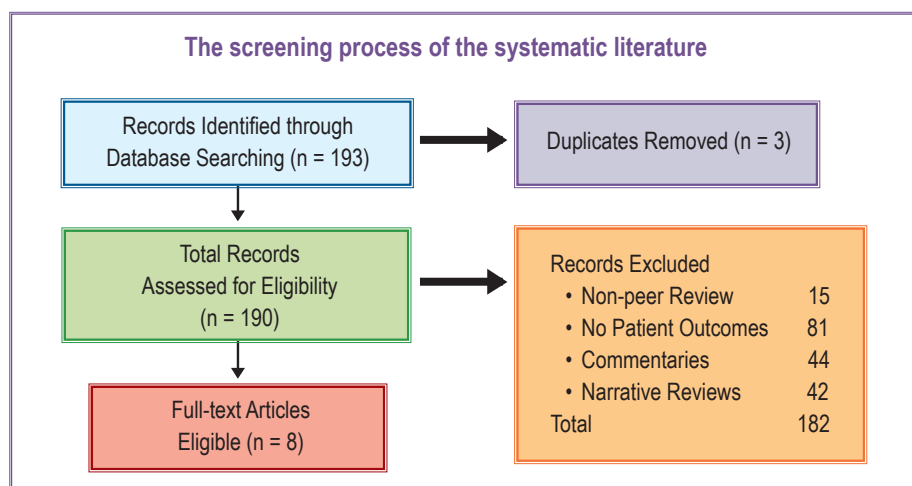 The screening process of the systematic literature
Records Identified through
Database Searching (n = 193)
Duplicates Removed (n = 3)
Total Records
Assessed for Eligibility
(n = 190)
Records Excluded
• Non-peer Review 15
• No Patient Outcomes 81
• Commentaries 44
• Narrative Reviews 42
Total 182
Full-text Articles
Eligible (n = 8)